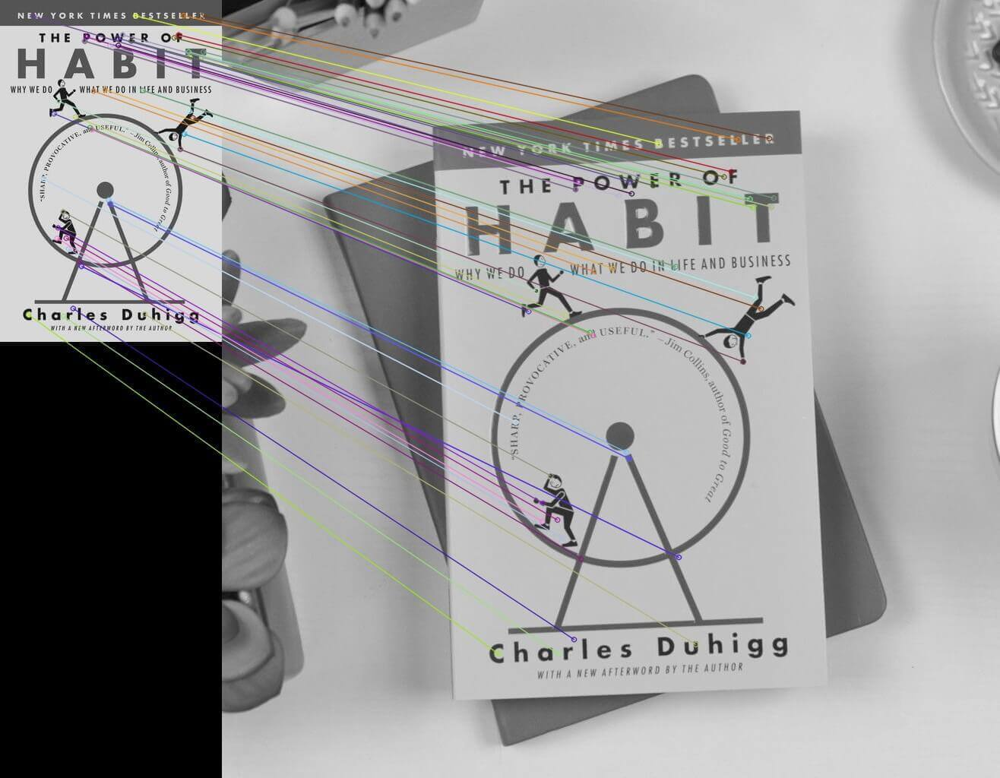 NEW YORK TIMES BESTSELLER
THE POWER OF
HABIT
WHY WE DO WHAT WE DO IN LIFE AND BUSINESS
"SHARP, PROVOCATIVE, and USEFUL." —Jim Collins, author of Good to Great
Charles Duhigg
WITH A NEW AFTERWORD BY THE AUTHOR
NEW YORK TIMES BESTSELLER
THE POWER OF
HABIT
WHY WE DO WHAT WE DO IN LIFE AND BUSINESS
"SHARP, PROVOCATIVE, and USEFUL." —Jim Collins, author of Good to Great
Charles Duhigg
WITH A NEW AFTERWORD BY THE AUTHOR